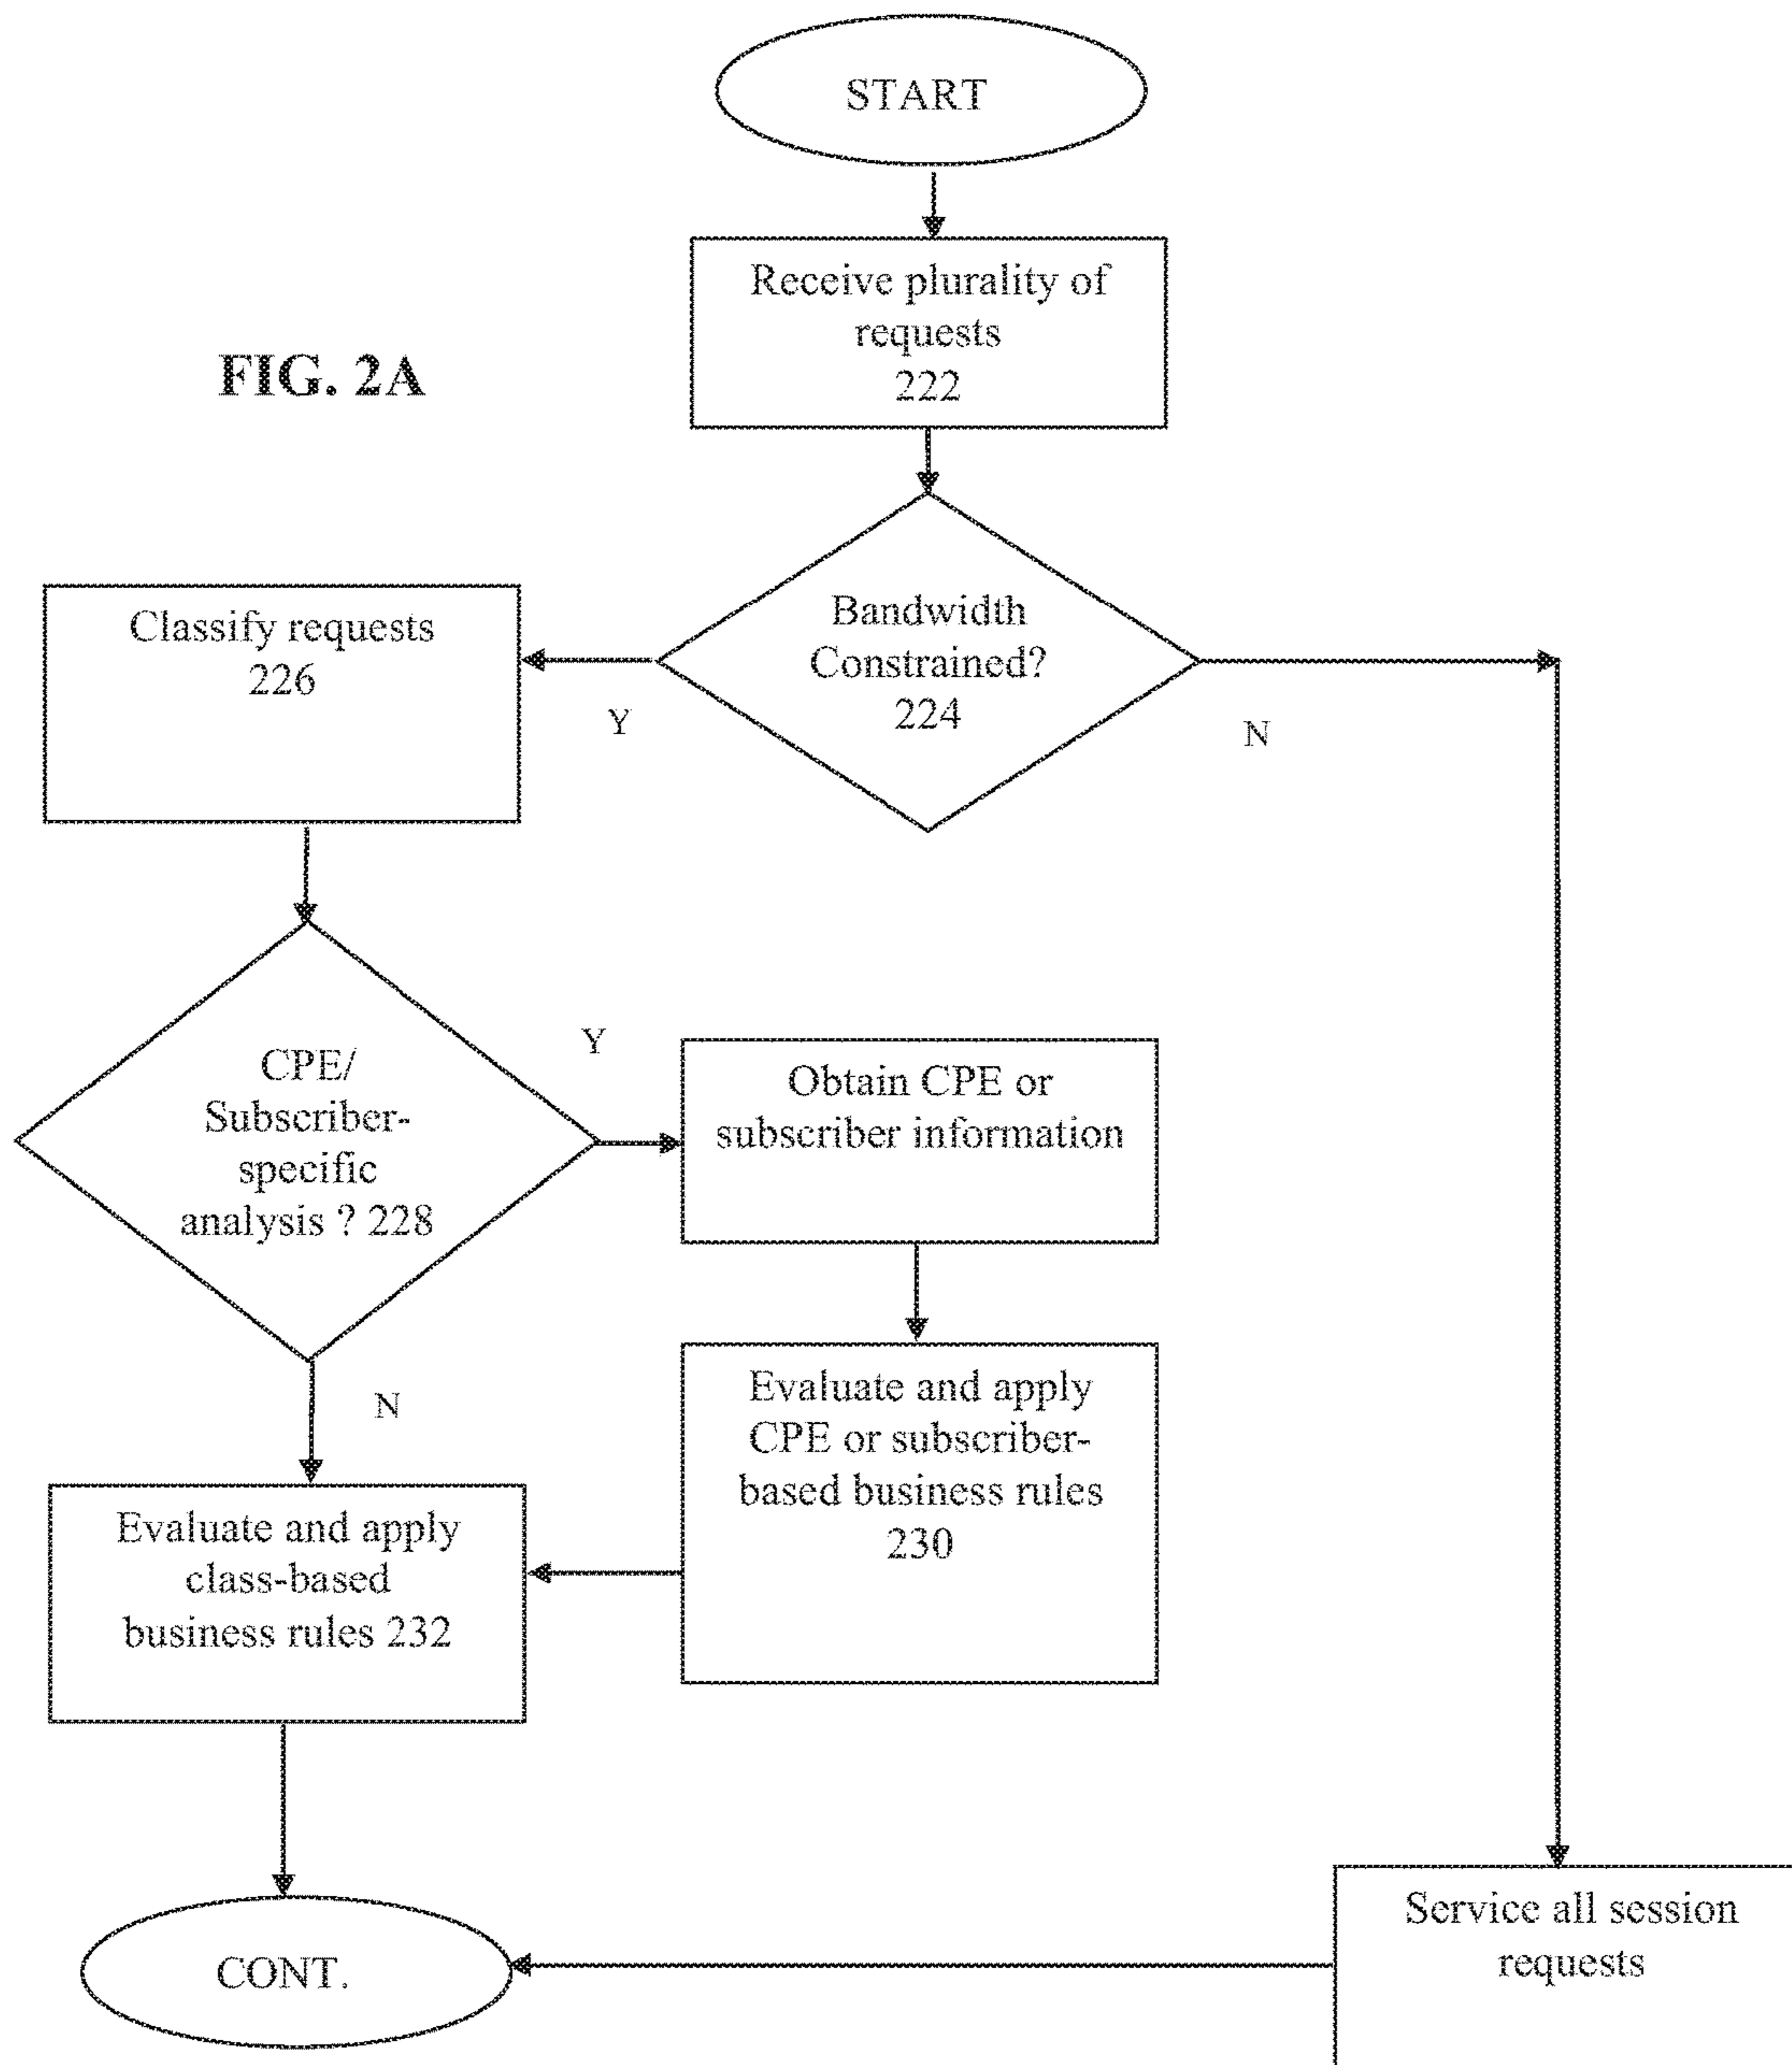 START
Receive plurality of
requests
222
FIG. 2A
Bandwidth
Constrained?
224
Classify requests
226
Y
N
CPE/
Subscriber-
specific
analysis ? 228
Y
Obtain CPE or
subscriber information
N
Evaluate and apply
CPE or subscriber-
based business rules
230
Evaluate and apply
class-based
business rules 232
Service all session
requests
CONT.